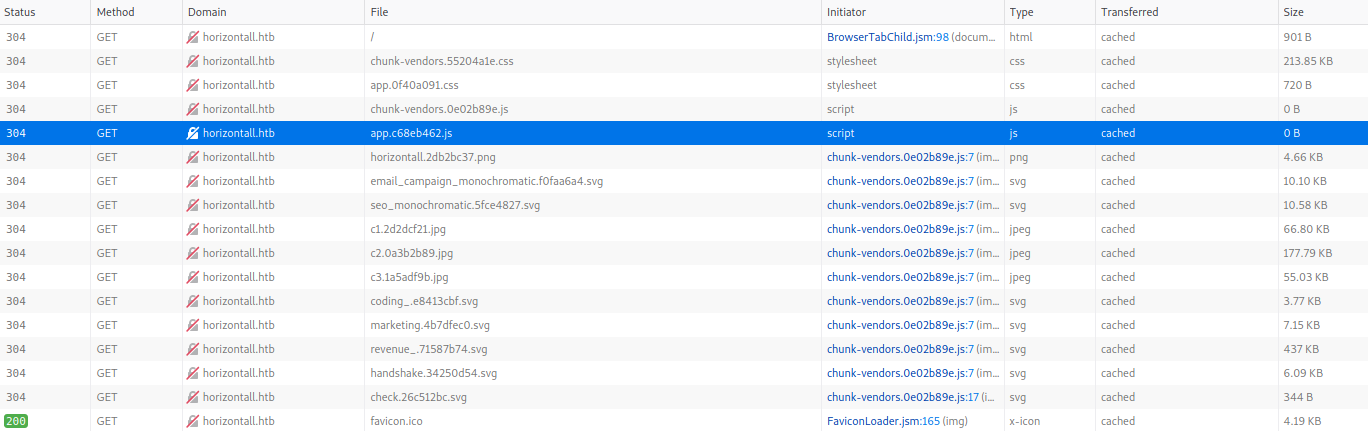 Status Method Domain File Initiator Type Transferred Size
304 GET horizontall.htb / BrowserTabChild.jsm:98 (docum... html cached 901 B
304 GET horizontall.htb chunk-vendors.55204a1e.css stylesheet css cached 213.85 KB
304 GET horizontall.htb app.0f40a091.css stylesheet css cached 720 B
304 GET horizontall.htb chunk-vendors.0e02b89e.js script js cached 0 B
304 GET horizontall.htb app.c68eb462.js script js cached 0 B
304 GET horizontall.htb horizontall.2db2bc37.png chunk-vendors.0e02b89e.js:7 (im... png cached 4.66 KB
304 GET horizontall.htb email_campaign_monochromatic.f0faa6a4.svg chunk-vendors.0e02b89e.js:7 (im... svg cached 10.10 KB
304 GET horizontall.htb seo_monochromatic.5fce4827.svg chunk-vendors.0e02b89e.js:7 (im... svg cached 10.58 KB
304 GET horizontall.htb c1.2d2dcf21.jpg chunk-vendors.0e02b89e.js:7 (im... jpeg cached 66.80 KB
304 GET horizontall.htb c2.0a3b2b89.jpg chunk-vendors.0e02b89e.js:7 (im... jpeg cached 177.79 KB
304 GET horizontall.htb c3.1a5adf9b.jpg chunk-vendors.0e02b89e.js:7 (im... jpeg cached 55.03 KB
304 GET horizontall.htb coding_.e8413cbf.svg chunk-vendors.0e02b89e.js:7 (im... svg cached 3.77 KB
304 GET horizontall.htb marketing.4b7dfec0.svg chunk-vendors.0e02b89e.js:7 (im... svg cached 7.15 KB
304 GET horizontall.htb revenue_.71587b74.svg chunk-vendors.0e02b89e.js:7 (im... svg cached 437 KB
304 GET horizontall.htb handshake.34250d54.svg chunk-vendors.0e02b89e.js:7 (im... svg cached 6.09 KB
304 GET horizontall.htb check.26c512bc.svg chunk-vendors.0e02b89e.js:17 (i... svg cached 344 B
200 GET horizontall.htb favicon.ico FaviconLoader.jsm:165 (img) x-icon cached 4.19 KB